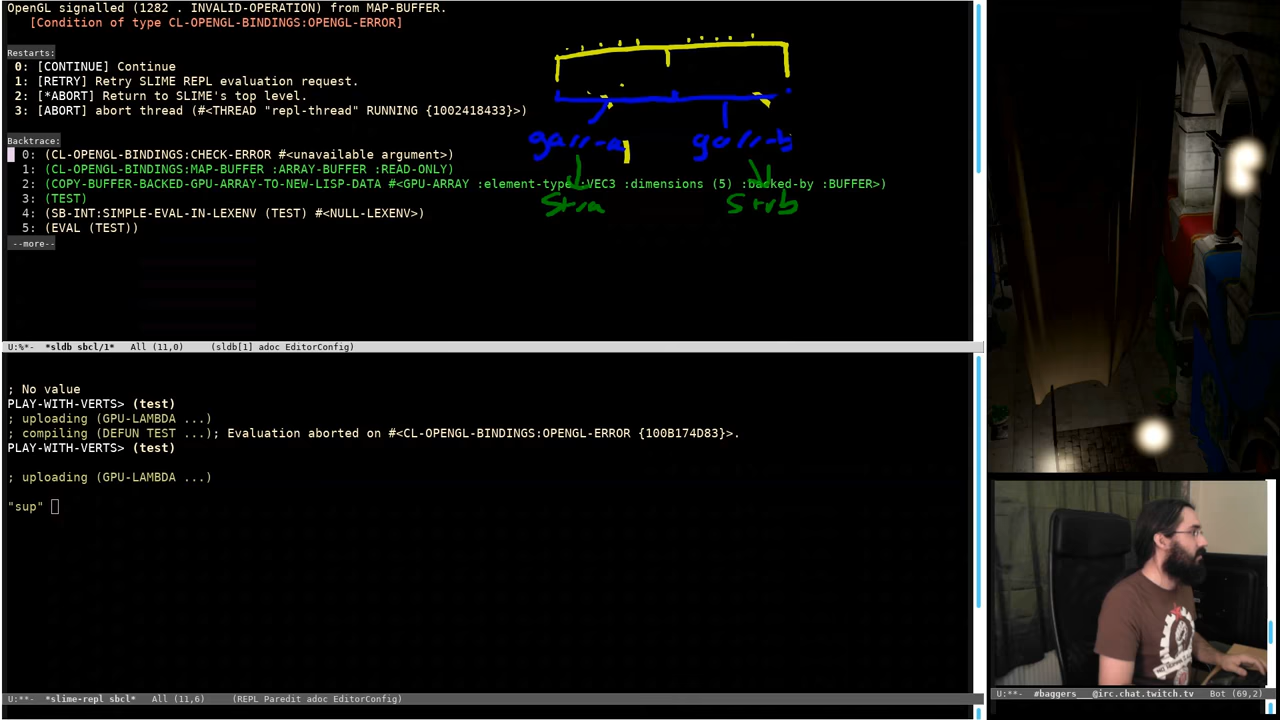 OpenGL signalled (1282 . INVALID-OPERATION) from MAP-BUFFER.
[Condition of type CL-OPENGL-BINDINGS:OPENGL-ERROR]
Restarts:
0: [CONTINUE] Continue
1: [RETRY] Retry SLIME REPL evaluation request.
2: [*ABORT] Return to SLIME's top level.
3: [ABORT] abort thread (#<THREAD "repl-thread" RUNNING {1002418433}>)
garr-a
garr-b
Backtrace:
0: (CL-OPENGL-BINDINGS:CHECK-ERROR #<unavailable argument>)
1: (CL-OPENGL-BINDINGS:MAP-BUFFER :ARRAY-BUFFER :READ-ONLY)
2: (COPY-BUFFER-BACKED-GPU-ARRAY-TO-NEW-LISP-DATA #<GPU-ARRAY :element-type :VEC3 :dimensions (5) :backed-by :BUFFER>)
3: (TEST)
4: (SB-INT:SIMPLE-EVAL-IN-LEXENV (TEST) #<NULL-LEXENV>)
5: (EVAL (TEST))
--more--
U:%*- *sldb sbcl/1* All (11,0) (sldb[1] adoc EditorConfig)
; No value
PLAY-WITH-VERTS> (test)
; uploading (GPU-LAMBDA ...)
; compiling (DEFUN TEST ...); Evaluation aborted on #<CL-OPENGL-BINDINGS:OPENGL-ERROR {100B174D83}>.
PLAY-WITH-VERTS> (test)
; uploading (GPU-LAMBDA ...)
"sup"
U:**- *slime-repl sbcl* All (11,6) (REPL Paredit adoc EditorConfig)
U:**- #baggers___@irc.chat.twitch.tv Bot (69,2)